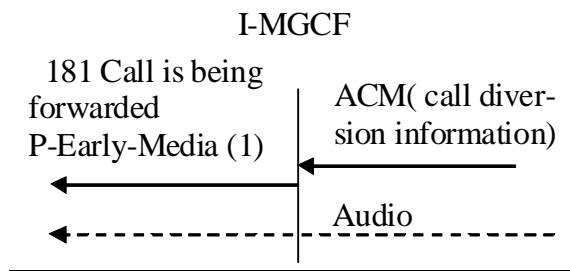 I-MGCF
181 Call is being
forwarded
P-Early-Media (1)
ACM( call diver-
sion information)
Audio